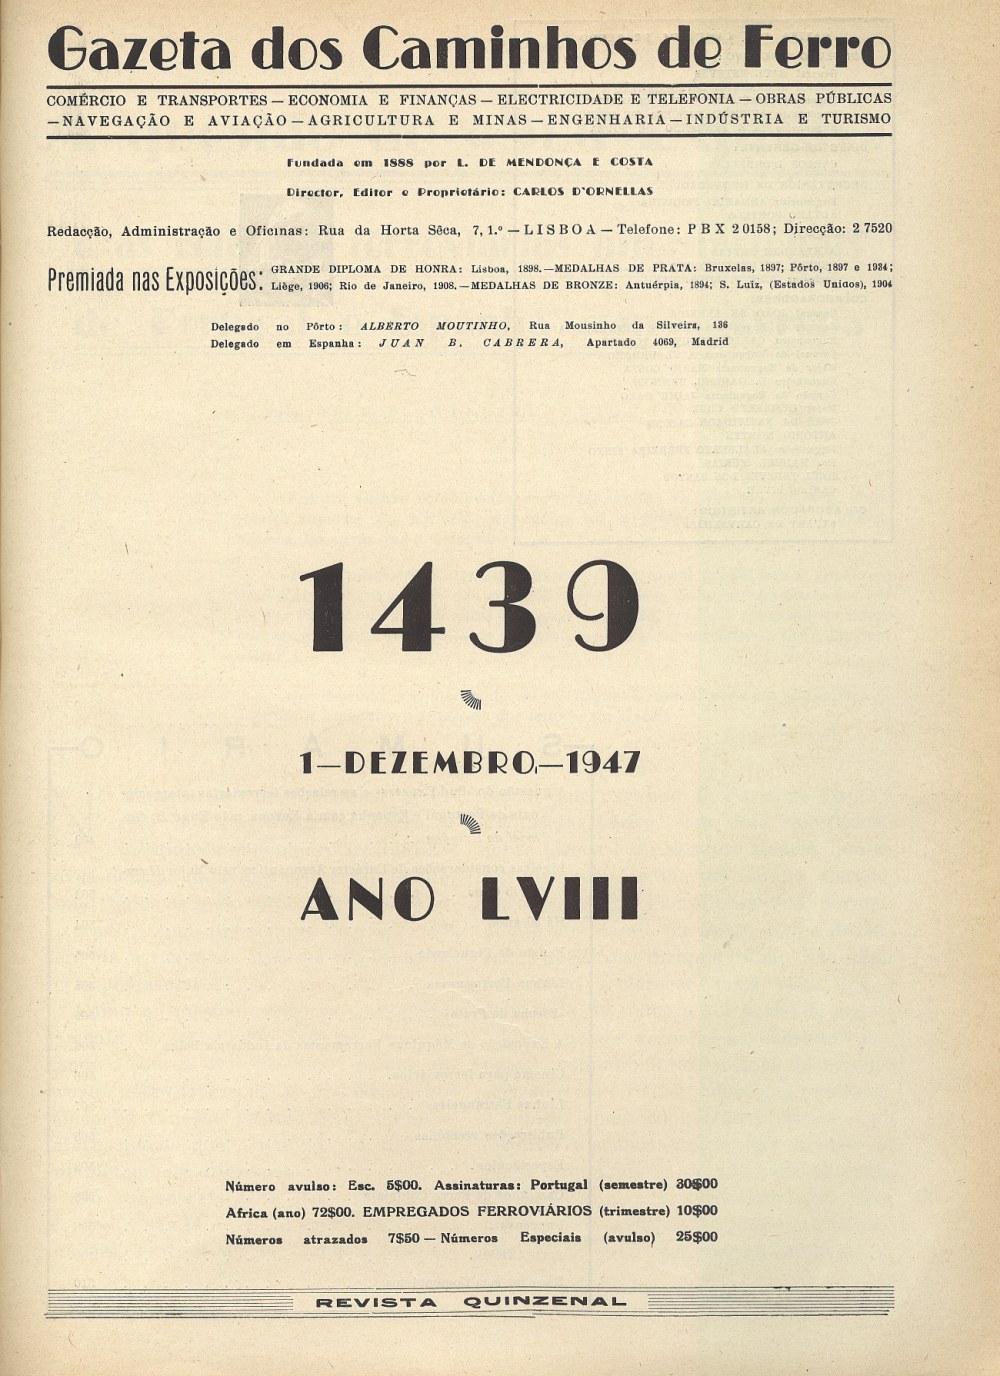 Gazeta dos Caminhos de Ferro
COMÉRCIO E TRANSPORTES — ECONOMIA E FINANÇAS — ELECTRICIDADE E TELEFONIA — OBRAS PÚBLICAS
— NAVEGAÇÃO E AVIAÇÃO — AGRICULTURA E MINAS — ENGENHARIA — INDÚSTRIA E TURISMO
Fundada em 1888 por L. DE MENDONÇA E COSTA
Director, Editor e Proprietário: CARLOS D'ORNELLAS
Redacção, Administração e Oficinas: Rua da Horta Sêca, 7, 1.º — LISBOA — Telefone: PBX 20158; Direcção: 27520
Premiada nas Exposições:
GRANDE DIPLOMA DE HONRA: Lisboa, 1898. — MEDALHAS DE PRATA: Bruxelas, 1897; Pôrto, 1897 e 1934;
Liège, 1906; Rio de Janeiro, 1908. — MEDALHAS DE BRONZE: Antuérpia, 1894; S. Luíz, (Estados Unidos), 1904
Delegado no Pôrto: ALBERTO MOUTINHO, Rua Mousinho da Silveira, 136
Delegado em Espanha: JUAN B. CABRERA, Apartado 4069, Madrid
1439
1—DEZEMBRO—1947
ANO LVIII
Número avulso: Esc. 5$00. Assinaturas: Portugal (semestre) 30$00
Africa (ano) 72$00. EMPREGADOS FERROVIÁRIOS (trimestre) 10$00
Números atrazados 7$50 — Números Especiais (avulso) 25$00
REVISTA QUINZENAL